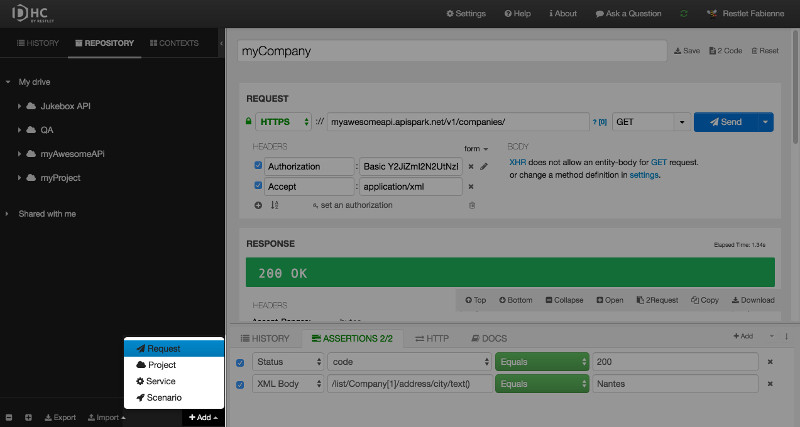 DHC BY RESTLET
Settings Help About Ask a Question Restlet Fabienne
HISTORY REPOSITORY CONTEXTS
My drive
Jukebox API
QA
myAwesomeAPi
myProject
Shared with me
Request
Project
Service
Scenario
Export Import + Add
myCompany
Save 2 Code Reset
REQUEST
HTTPS :// myawesomeapi.apispark.net/v1/companies/ ? [0] GET Send
HEADERS form
Authorization : Basic Y2JiZmI2N2UtNzI
Accept : application/xml
set an authorization
BODY
XHR does not allow an entity-body for GET request.
or change a method definition in settings.
RESPONSE
Elapsed Time: 1.34s
200 OK
HEADERS
Top Bottom Collapse Open 2Request Copy Download
HISTORY ASSERTIONS 2/2 HTTP DOCS + Add
Status code Equals 200
XML Body /list/Company[1]/address/city/text() Equals Nantes